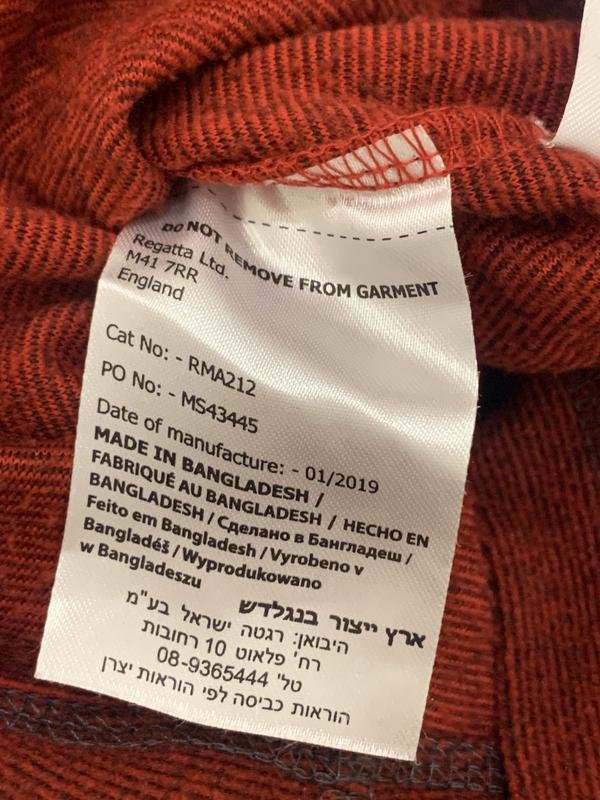 DO NOT REMOVE FROM GARMENT
Regatta Ltd.
M41 7RR
England
Cat No: - RMA212
PO No: - MS43445
Date of manufacture: - 01/2019
MADE IN BANGLADESH /
FABRIQUÉ AU BANGLADESH / HECHO EN
BANGLADESH / Сделано в Бангладеш /
Feito em Bangladesh / Vyrobeno v
Bangladéš / Wyprodukowano
w Bangladeszu
ארץ ייצור בנגלדש
היבואן: רגטה ישראל בע"מ
רח' פלאוט 10 רחובות
טל' 08-9365444
הוראות כביסה לפי הוראות יצרן